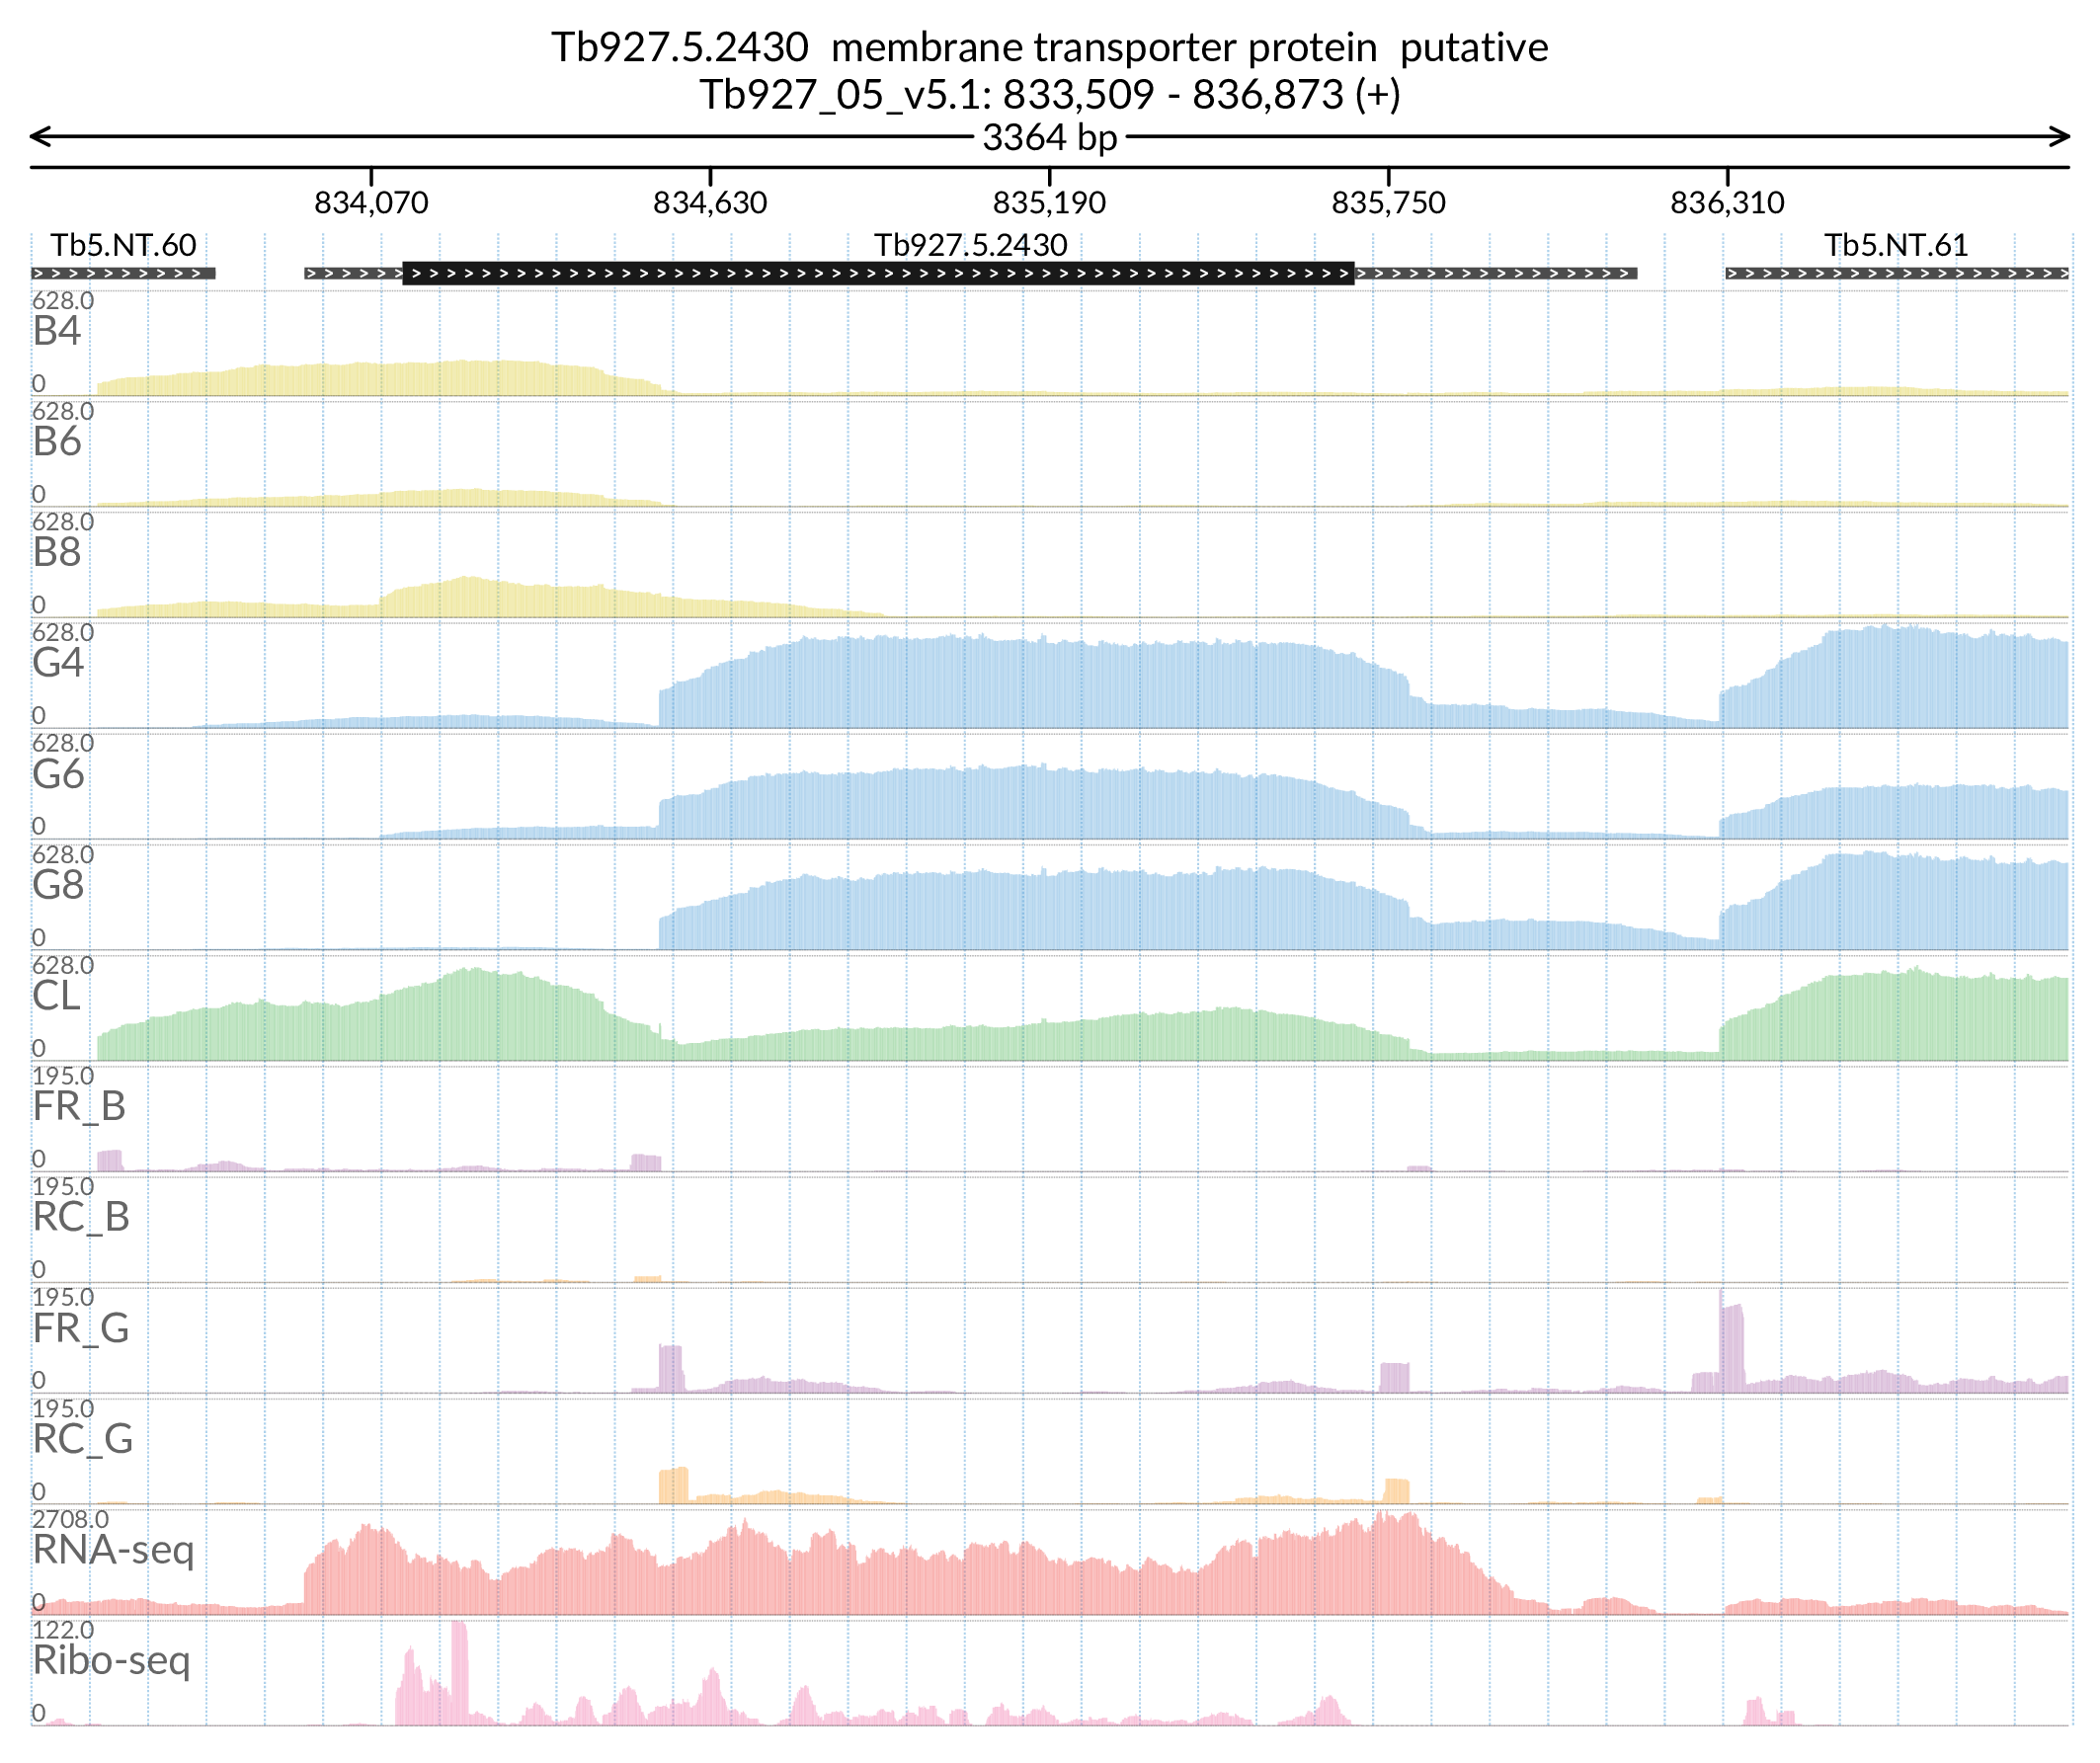 Tb927.5.2430  membrane transporter protein  putative
Tb927_05_v5.1: 833,509 - 836,873 (+)
3364 bp
834,070 834,630 835,190 835,750 836,310
Tb5.NT.60 Tb927.5.2430 Tb5.NT.61
628.0
B4
0
628.0
B6
0
628.0
B8
0
628.0
G4
0
628.0
G6
0
628.0
G8
0
628.0
CL
0
195.0
FR_B
0
195.0
RC_B
0
195.0
FR_G
0
195.0
RC_G
0
2708.0
RNA-seq
0
122.0
Ribo-seq
0